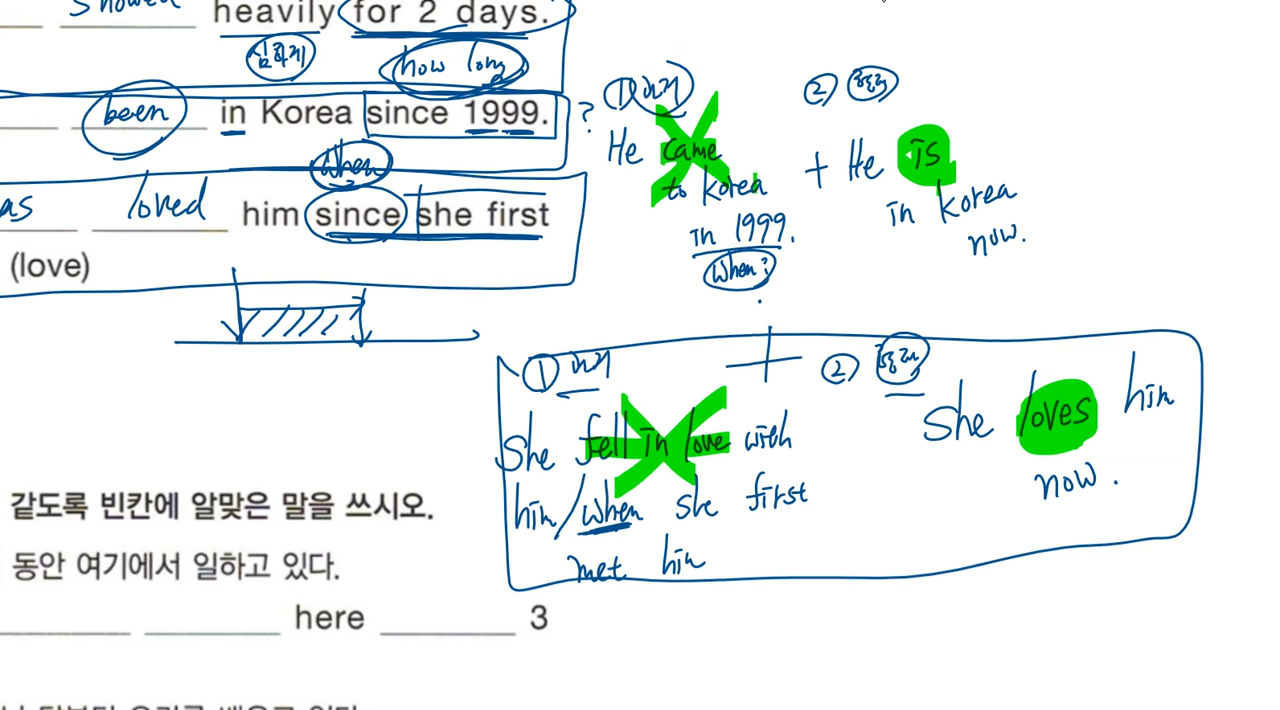 showed heavily for 2 days.
심하게 how long
been in Korea since 1999.
?
① 과거
He came
to Korea
in 1999.
when?
+
② 현재
He is
in Korea
now.
when
as loved him since she first
(love)
① 과거
She fell in love with
him / when she first
met him
+
② 현재
She loves him
now.
같도록 빈칸에 알맞은 말을 쓰시오.
동안 여기에서 일하고 있다.
here 3